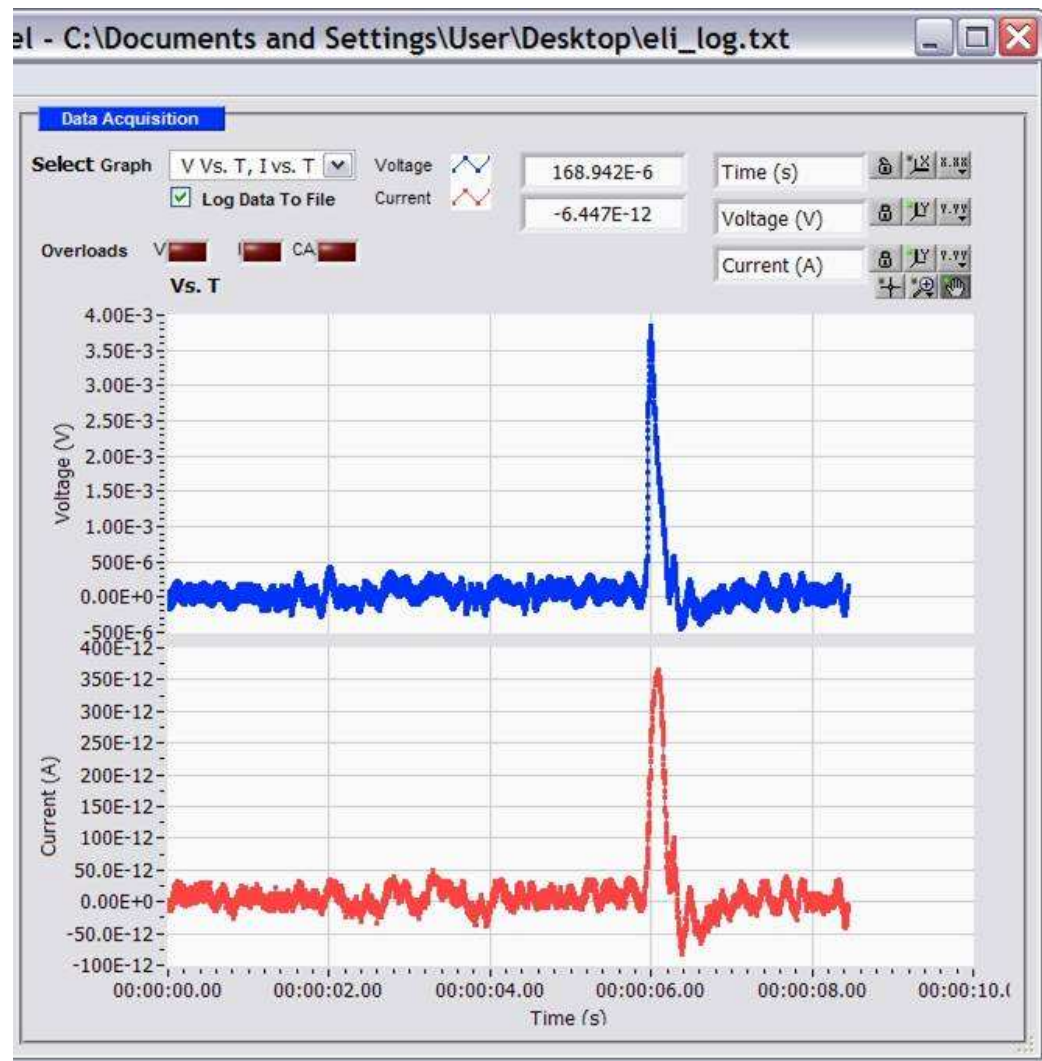 el - C:\Documents and Settings\User\Desktop\eli_log.txt
Data Acquisition
Select Graph V Vs. T, I vs. T Voltage 168.942E-6 Time (s)
Log Data To File Current -6.447E-12 Voltage (V)
Overloads V I CA Current (A)
Vs. T
4.00E-3
3.50E-3
3.00E-3
2.50E-3
2.00E-3
1.50E-3
1.00E-3
500E-6
0.00E+0
-500E-6
Voltage (V)
400E-12
350E-12
300E-12
250E-12
200E-12
150E-12
100E-12
50.0E-12
0.00E+0
-50.0E-12
-100E-12
Current (A)
00:00:00.00 00:00:02.00 00:00:04.00 00:00:06.00 00:00:08.00 00:00:10.0
Time (s)